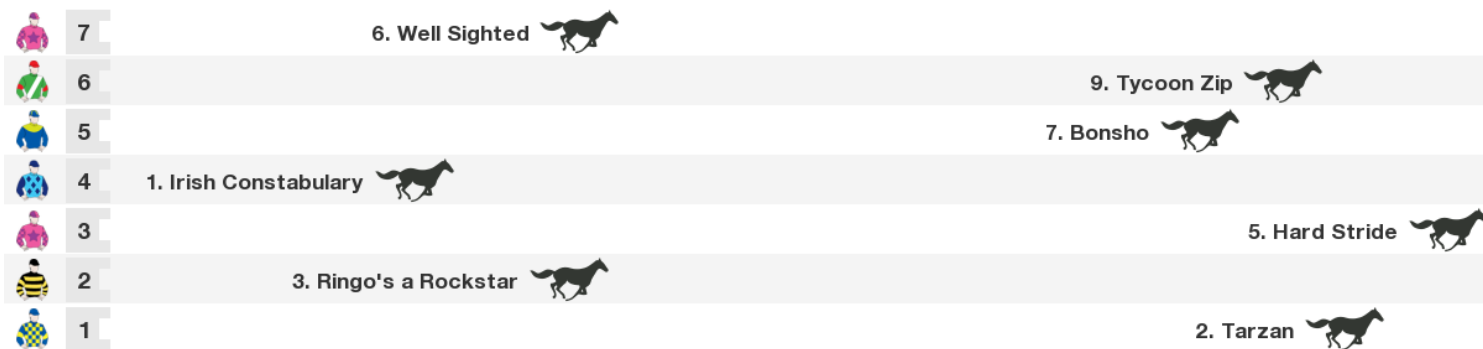 7 6. Well Sighted
6 9. Tycoon Zip
5 7. Bonsho
4 1. Irish Constabulary
3 5. Hard Stride
2 3. Ringo's a Rockstar
1 2. Tarzan